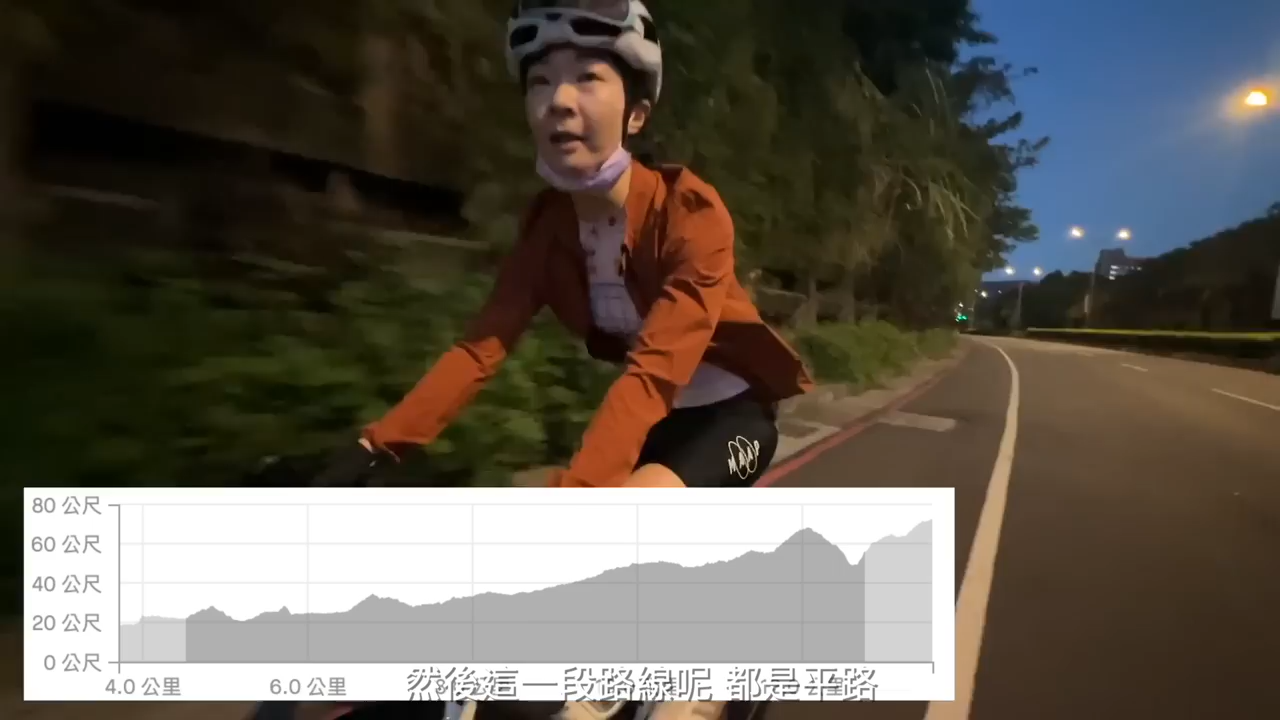 MAAP
80 公尺
60 公尺
40 公尺
20 公尺
0 公尺
4.0 公里
6.0 公里
然後這一段路線呢 都是平路